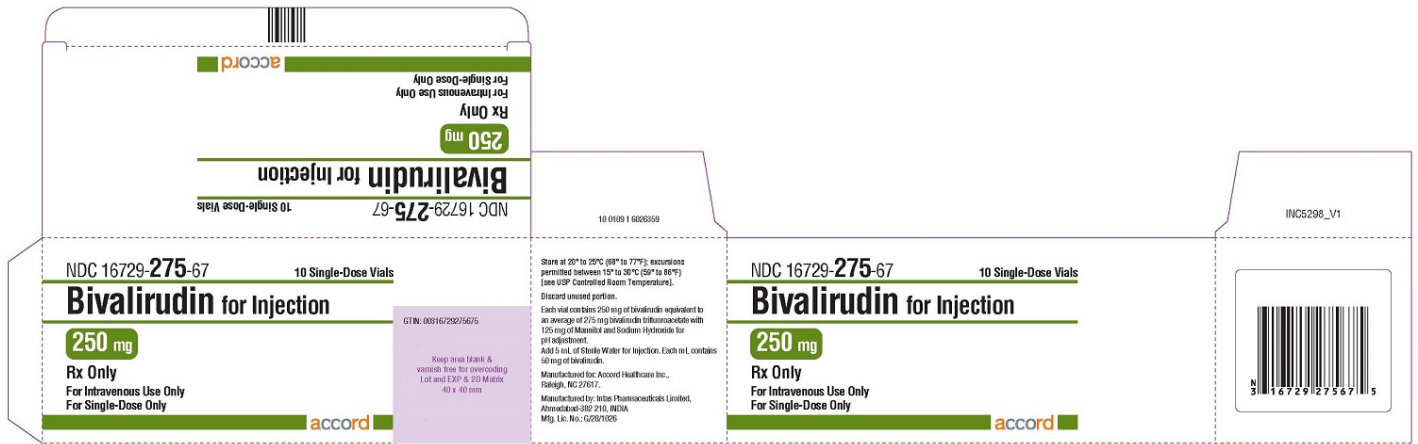 accord
For Single-Dose Only
For Intravenous Use Only
Rx Only
250 mg
Bivalirudin for Injection
NDC 16729-275-67 10 Single-Dose Vials
10 0109 1 6026359
INC5298_V1
NDC 16729-275-67 10 Single-Dose Vials
Bivalirudin for Injection
250 mg
Rx Only
For Intravenous Use Only
For Single-Dose Only
accord
GTIN: 00316729275675
Keep area blank &
varnish free for overcoding
Lot and EXP & 2D Matrix
40 x 40 mm
Store at 20° to 25°C (68° to 77°F); excursions
permitted between 15° to 30°C (59° to 86°F)
[see USP Controlled Room Temperature].
Discard unused portion.
Each vial contains 250 mg of bivalirudin equivalent to
an average of 275 mg bivalirudin trifluoroacetate with
125 mg of Mannitol and Sodium Hydroxide for
pH adjustment.
Add 5 mL of Sterile Water for Injection. Each mL contains
50 mg of bivalirudin.
Manufactured for: Accord Healthcare Inc.,
Raleigh, NC 27617.
Manufactured by: Intas Pharmaceuticals Limited,
Ahmedabad-382 210, INDIA
Mfg. Lic. No.: G/28/1026
NDC 16729-275-67 10 Single-Dose Vials
Bivalirudin for Injection
250 mg
Rx Only
For Intravenous Use Only
For Single-Dose Only
accord
N
3 16729 27567 5